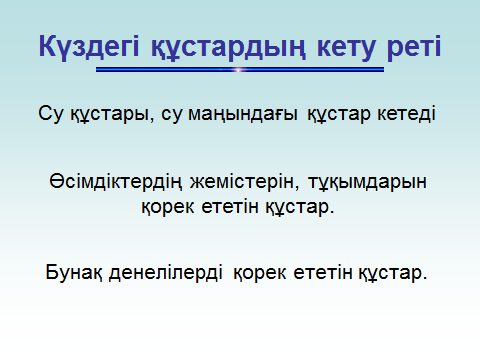 Күздегі құстардың кету реті
Су құстары, су маңындағы құстар кетеді
Өсімдіктердің жемістерін, тұқымдарын
қорек ететін құстар.
Бунақ денелілерді қорек ететін құстар.